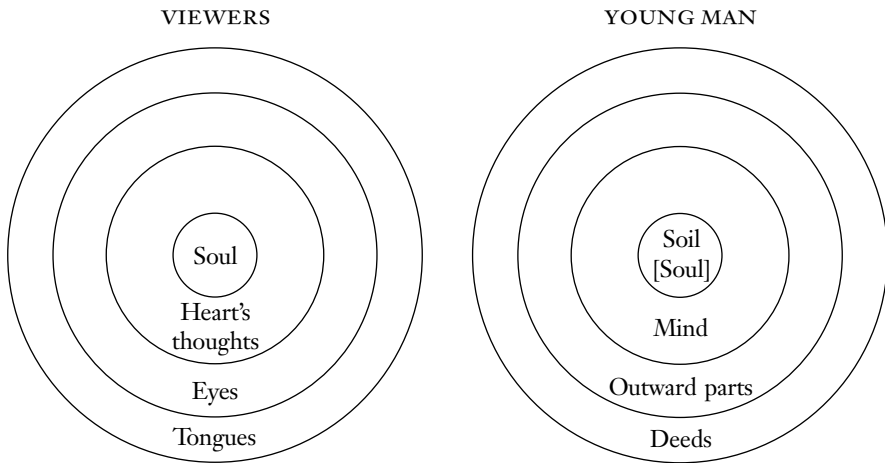 VIEWERS
Soul
Heart's
thoughts
Eyes
Tongues
YOUNG MAN
Soil
[Soul]
Mind
Outward parts
Deeds